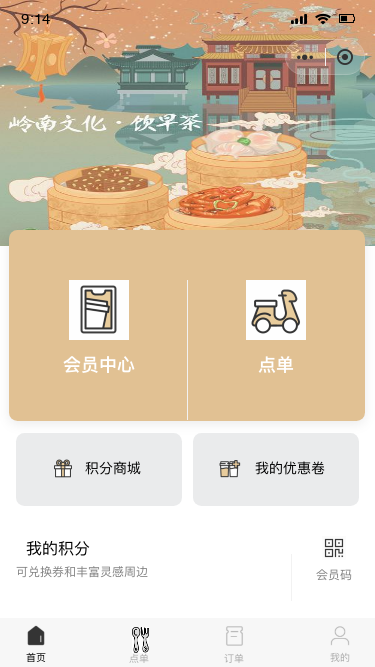 9:14
岭南文化·饮早茶
会员中心
点单
积分商城
我的优惠卷
我的积分
可兑换券和丰富灵感周边
会员码
首页
点单
订单
我的